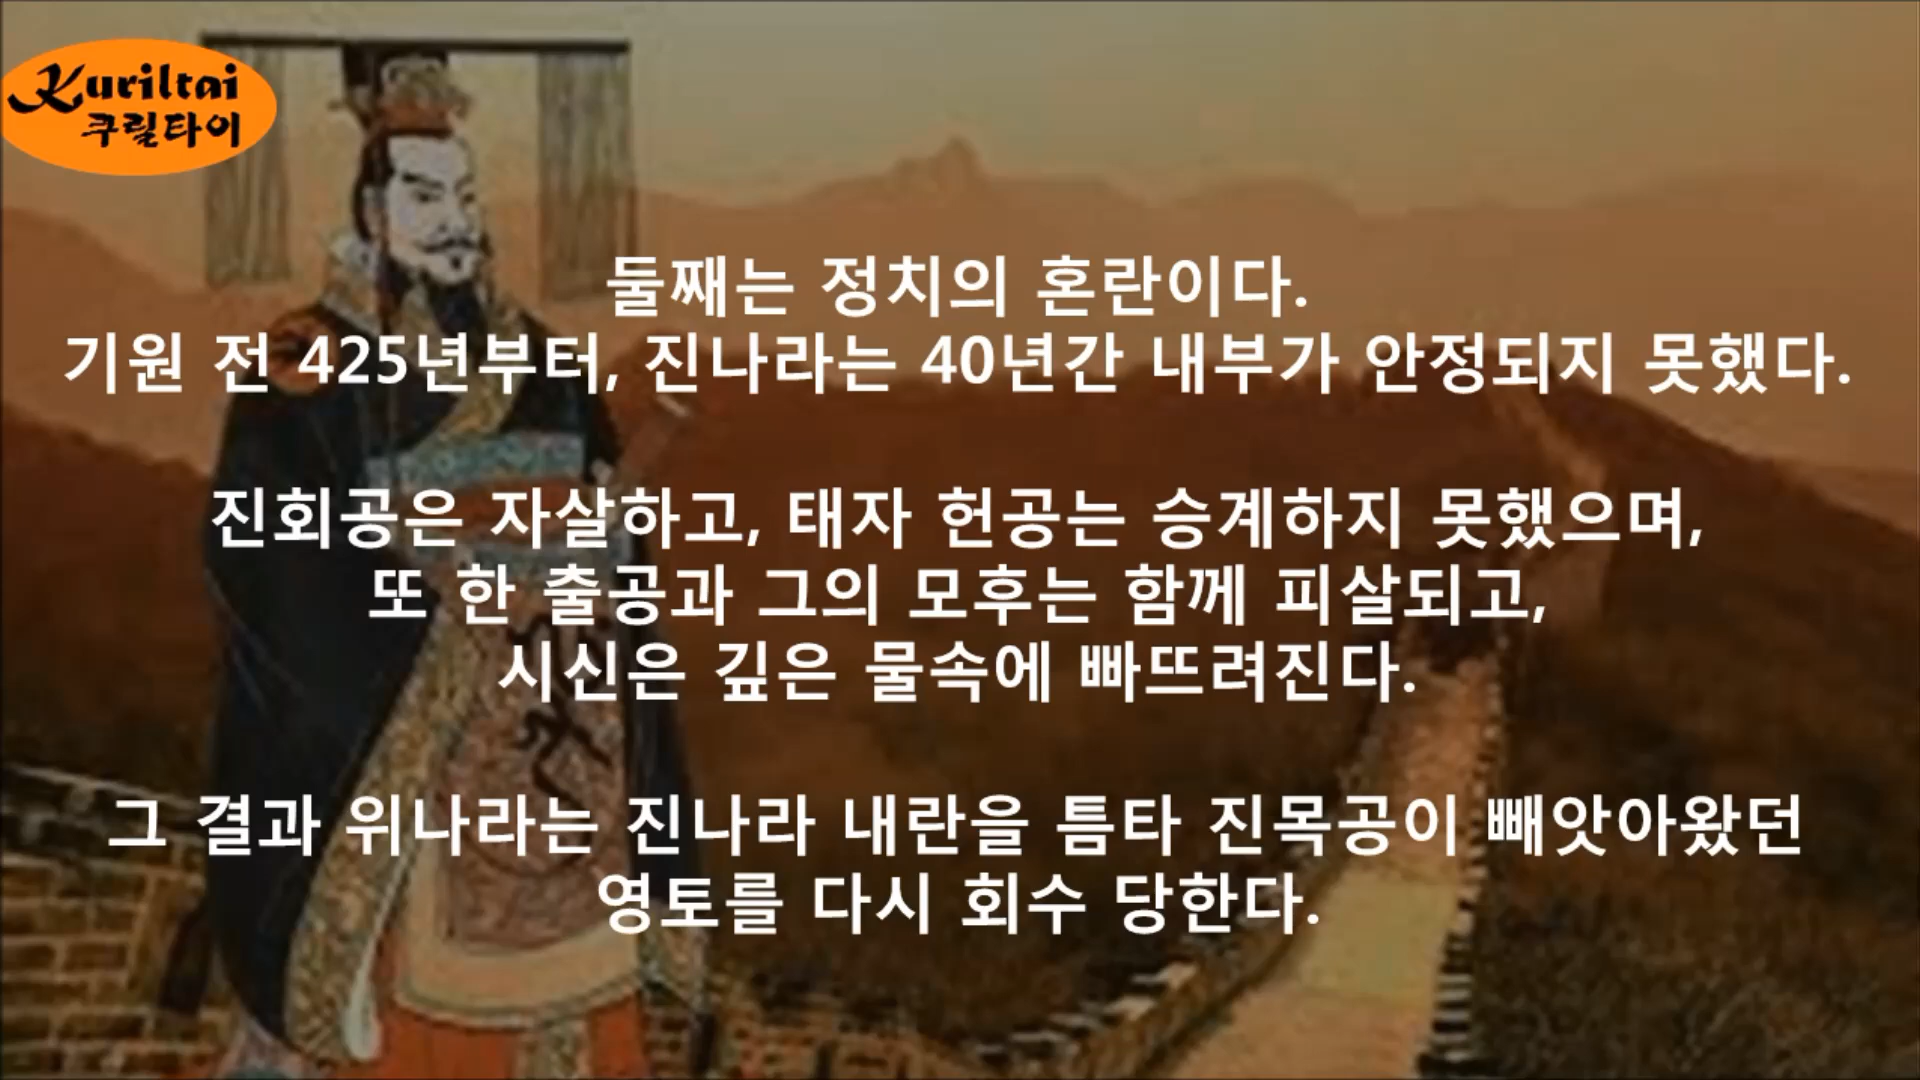 Kuriltai
쿠릴타이
둘째는 정치의 혼란이다.
기원 전 425년부터, 진나라는 40년간 내부가 안정되지 못했다.
진회공은 자살하고, 태자 헌공는 승계하지 못했으며,
또 한 출공과 그의 모후는 함께 피살되고,
시신은 깊은 물속에 빠뜨려진다.
그 결과 위나라는 진나라 내란을 틈타 진목공이 빼앗아왔던
영토를 다시 회수 당한다.